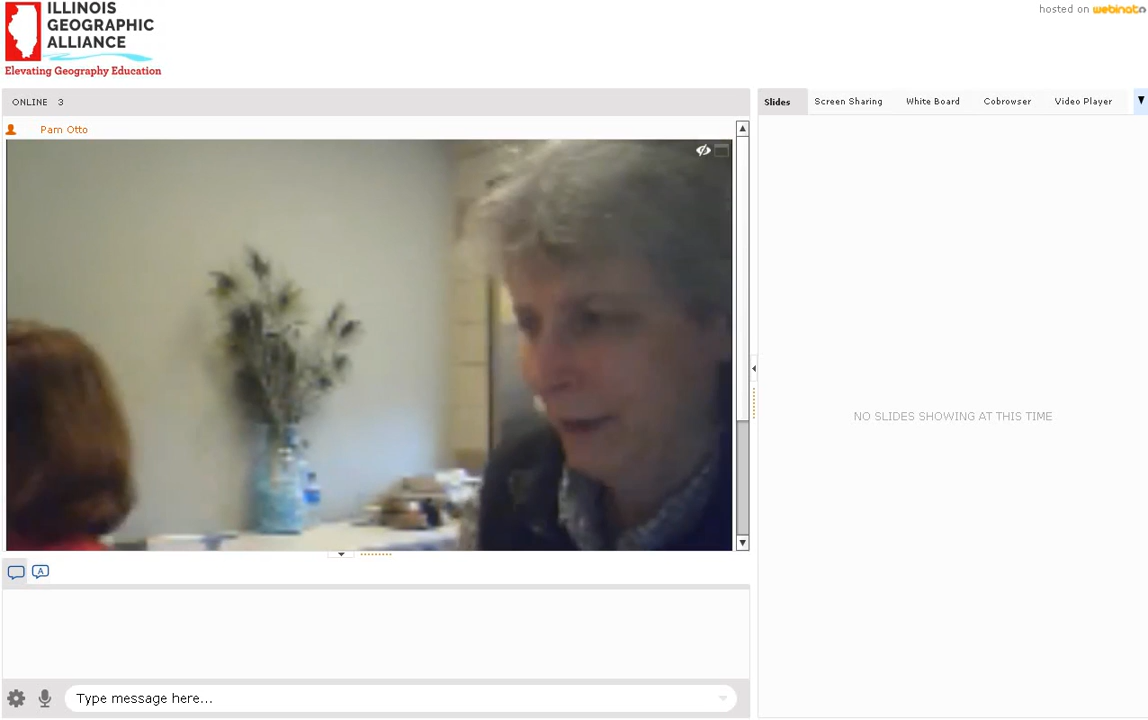 ILLINOIS
GEOGRAPHIC
ALLIANCE
Elevating Geography Education
hosted on webinato
ONLINE 3
Slides Screen Sharing White Board Cobrowser Video Player
Pam Otto
NO SLIDES SHOWING AT THIS TIME
A
Type message here...